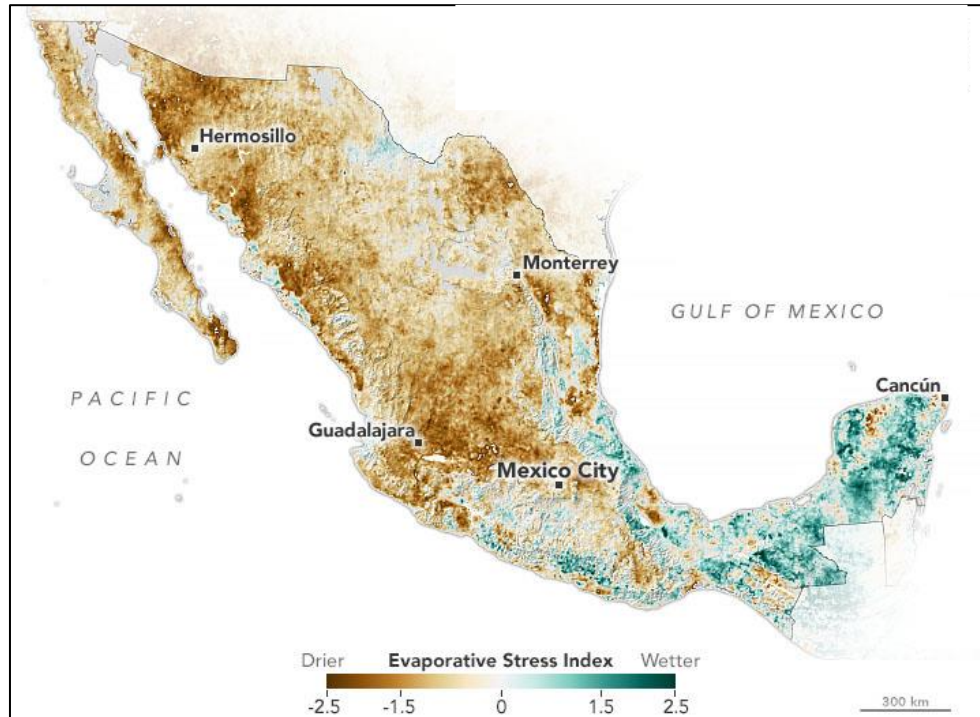 Hermosillo
Monterrey
GULF OF MEXICO
PACIFIC
OCEAN
Cancún
Guadalajara
Mexico City
Drier Evaporative Stress Index Wetter
-2.5 -1.5 0 1.5 2.5
300 km